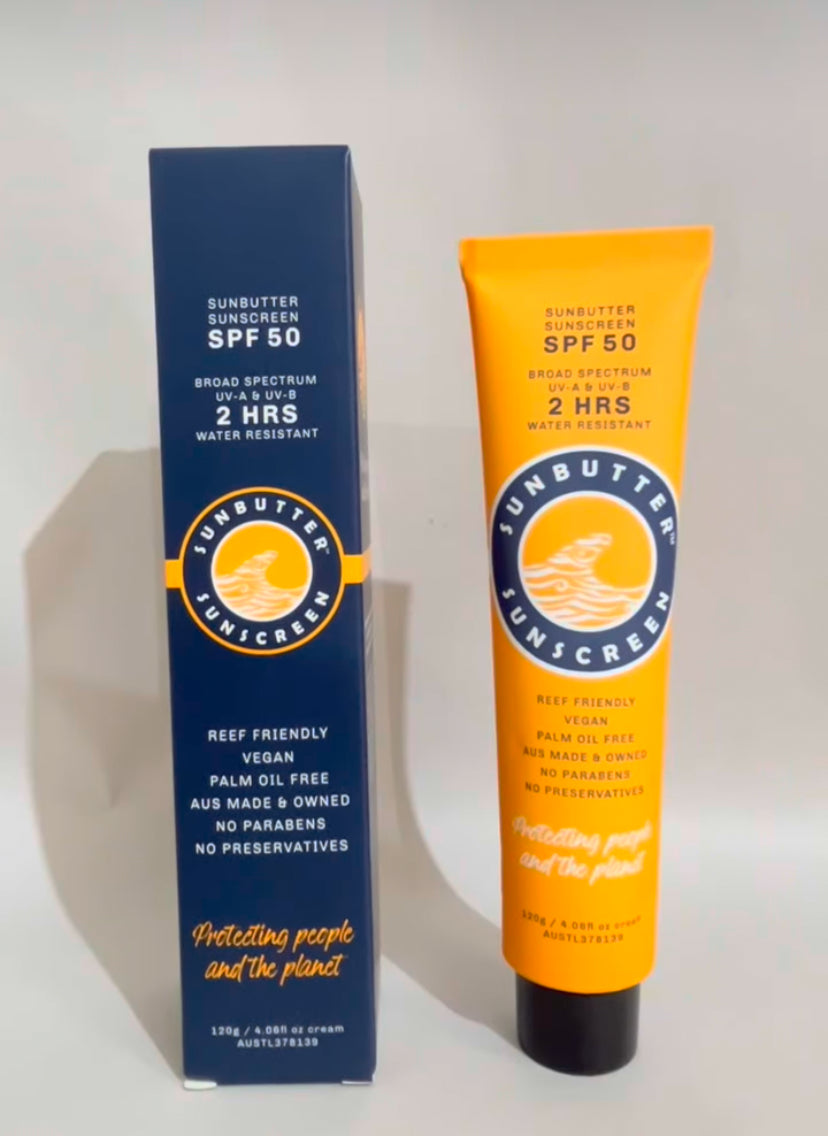 SUNBUTTER
SUNSCREEN
SPF 50
BROAD SPECTRUM
UV-A & UV-B
2 HRS
WATER RESISTANT
SUNBUTTER™
SUNSCREEN
REEF FRIENDLY
VEGAN
PALM OIL FREE
AUS MADE & OWNED
NO PARABENS
NO PRESERVATIVES
Protecting people
and the planet
120g / 4.06fl oz cream
AUSTL378139
SUNBUTTER
SUNSCREEN
SPF 50
BROAD SPECTRUM
UV-A & UV-B
2 HRS
WATER RESISTANT
SUNBUTTER™
SUNSCREEN
REEF FRIENDLY
VEGAN
PALM OIL FREE
AUS MADE & OWNED
NO PARABENS
NO PRESERVATIVES
Protecting people
and the planet
120g / 4.06fl oz cream
AUSTL378139